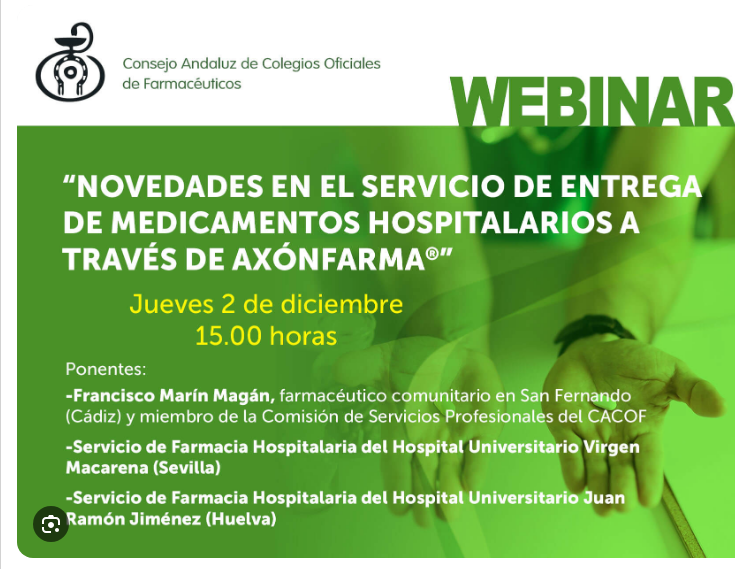 Consejo Andaluz de Colegios Oficiales
de Farmacéuticos
WEBINAR
“NOVEDADES EN EL SERVICIO DE ENTREGA
DE MEDICAMENTOS HOSPITALARIOS A
TRAVÉS DE AXÓNFARMA®”
Jueves 2 de diciembre
15.00 horas
Ponentes:
-Francisco Marín Magán, farmacéutico comunitario en San Fernando
(Cádiz) y miembro de la Comisión de Servicios Profesionales del CACOF
-Servicio de Farmacia Hospitalaria del Hospital Universitario Virgen
Macarena (Sevilla)
-Servicio de Farmacia Hospitalaria del Hospital Universitario Juan
Ramón Jiménez (Huelva)